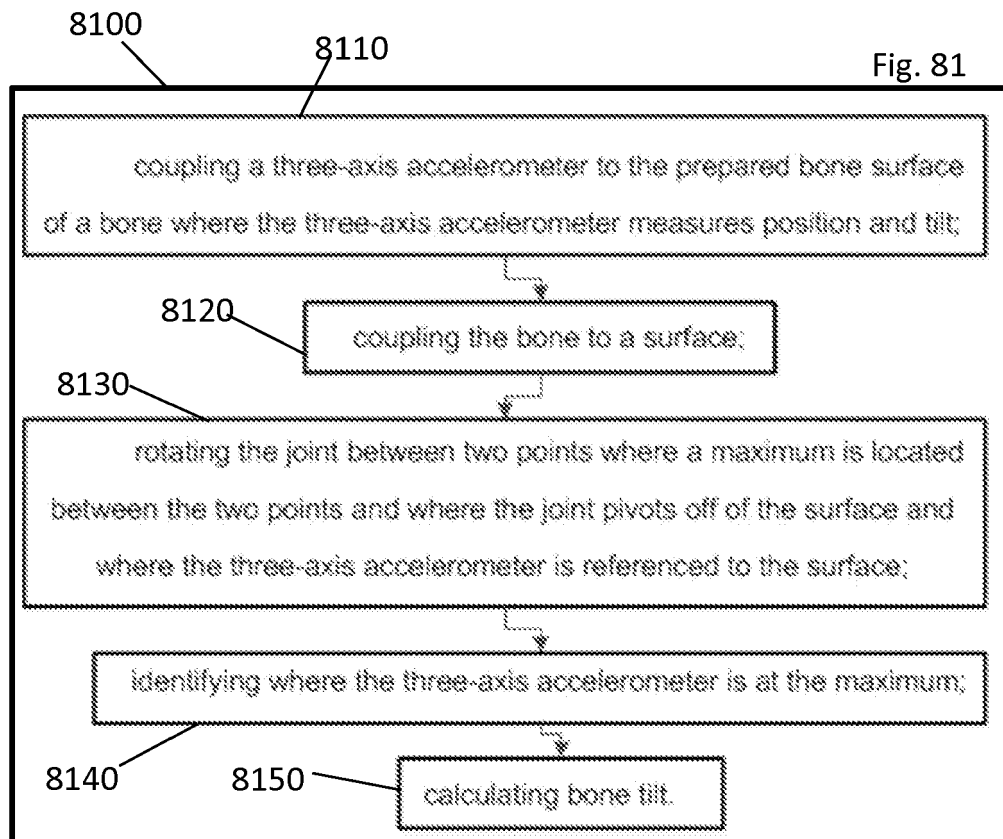 8100
8110
Fig. 81
coupling a three-axis accelerometer to the prepared bone surface
of a bone where the three-axis accelerometer measures position and tilt;
8120
coupling the bone to a surface;
8130
rotating the joint between two points where a maximum is located
between the two points and where the joint pivots off of the surface and
where the three-axis accelerometer is referenced to the surface;
identifying where the three-axis accelerometer is at the maximum;
8140
8150
calculating bone tilt.